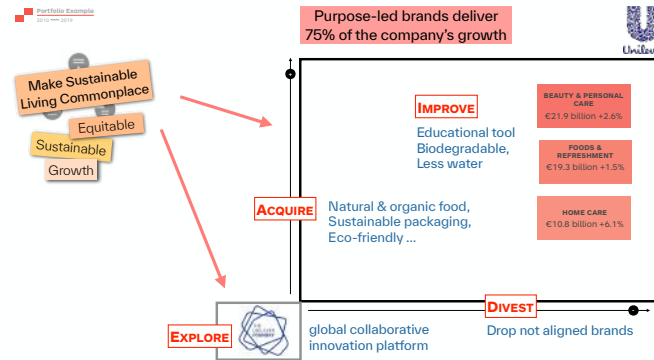 Portfolio Example
2010 2019
Purpose-led brands deliver
75% of the company's growth
Make Sustainable
Living Commonplace
Equitable
Sustainable
Growth
IMPROVE
Educational tool
Biodegradable,
Less water
BEAUTY & PERSONAL
CARE
€21.9 billion +2.6%
FOODS &
REFRESHMENT
€19.3 billion +1.5%
HOME CARE
€10.8 billion +6.1%
ACQUIRE
Natural & organic food,
Sustainable packaging,
Eco-friendly ...
EXPLORE
global collaborative
innovation platform
DIVEST
Drop not aligned brands